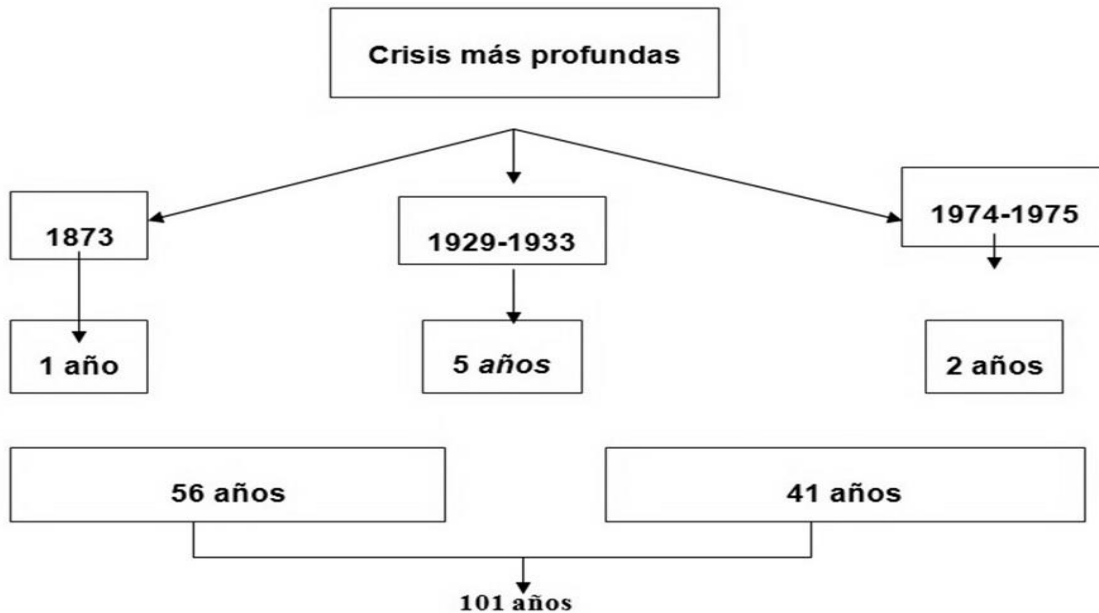 Crisis más profundas
1873
1929-1933
1974-1975
1 año
5 años
2 años
56 años
41 años
101 años